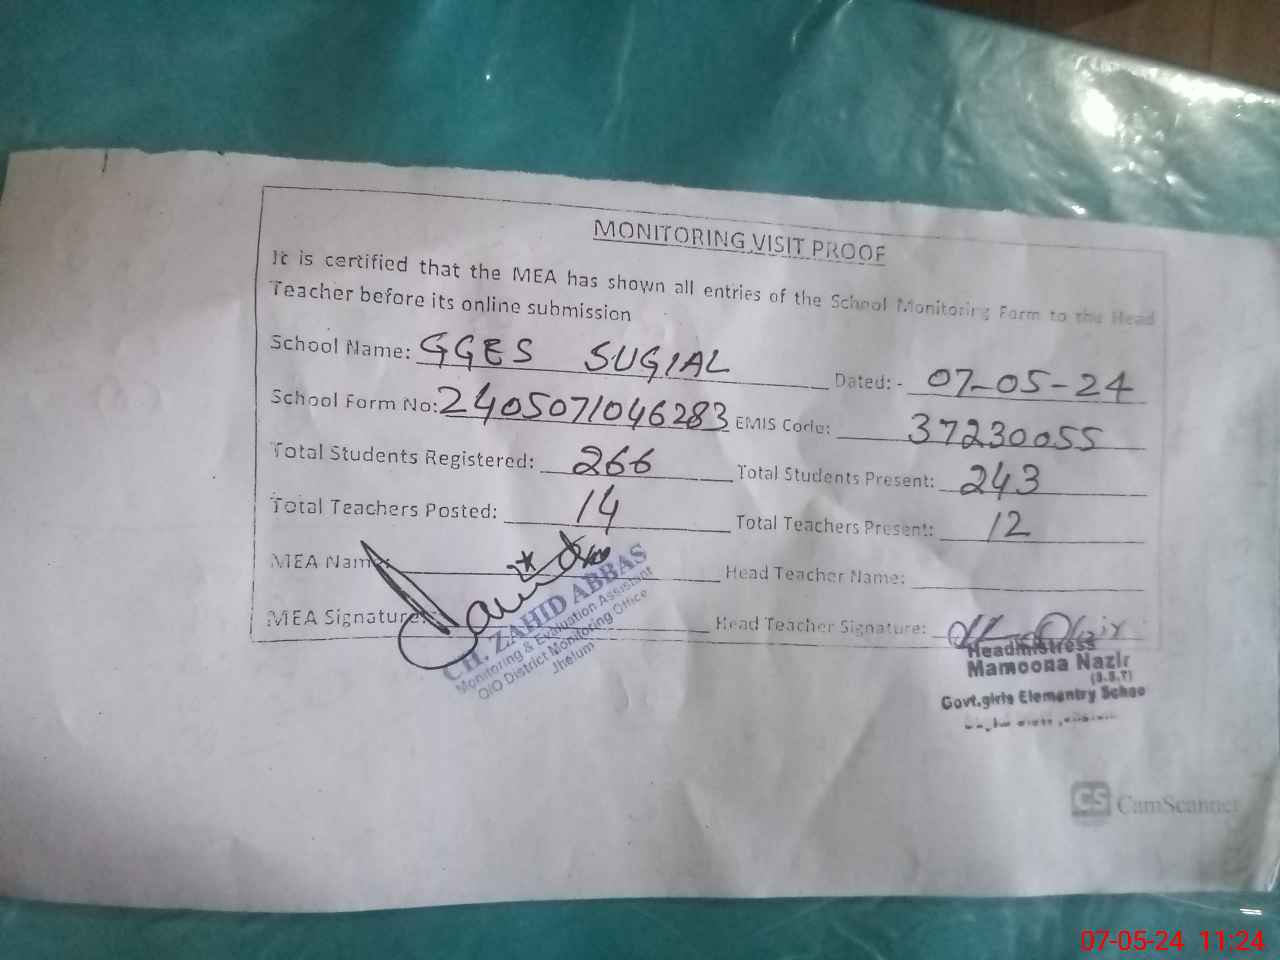 MONITORING VISIT PROOF
It is certified that the MEA has shown all entries of the School Monitoring Form to the Head
Teacher before its online submission
School Name: GGES SUGIAL Dated: - 07-05-24
School Form No: 2405071046283 EMIS Code: 37230055
Total Students Registered: 266 Total Students Present: 243
Total Teachers Posted: 14 Total Teachers Present: 12
MEA Name: Head Teacher Name:
MEA Signature: Head Teacher Signature:
CH. ZAHID ABBAS
Monitoring & Evaluation Assistant
O/O District Monitoring Office
Jhelum
Headmistress
Mamoona Nazir
(S.S.T)
Govt.girls Elementry Schoo
CS CamScanner
07-05-24 11:24